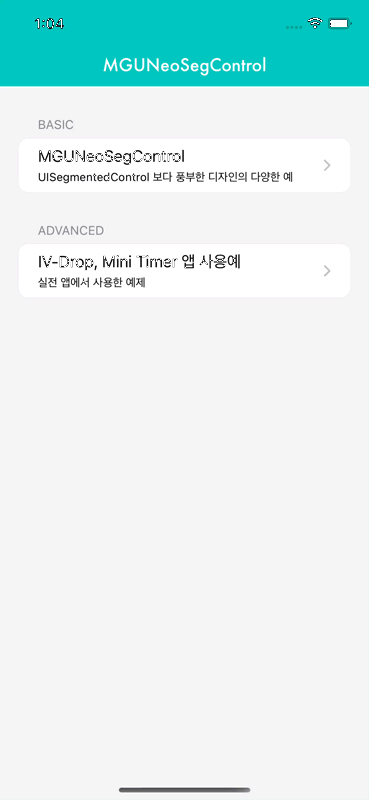 1:04
MGUNeoSegControl
BASIC
MGUNeoSegControl
UISegmentedControl 보다 풍부한 디자인의 다양한 예
ADVANCED
IV-Drop, Mini Timer 앱 사용예
실전 앱에서 사용한 예제